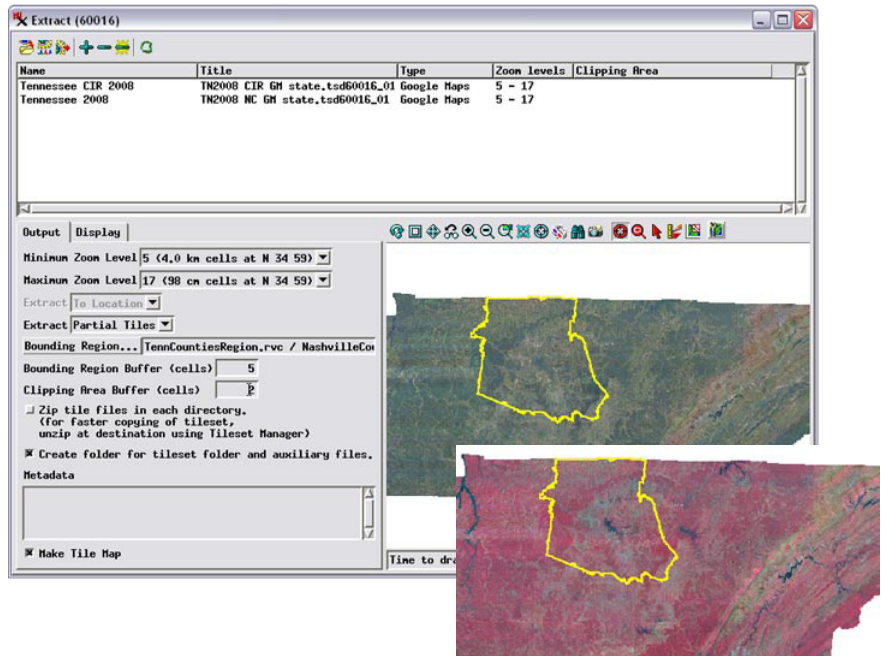 Extract (60016)
Name Title Type Zoom levels Clipping Area
Tennessee CIR 2008 TN2008 CIR GM state.tsd60016_01 Google Maps 5 - 17
Tennessee 2008 TN2008 NC GM state.tsd60016_01 Google Maps 5 - 17
Output Display
Minimum Zoom Level 5 (4.0 km cells at N 34 59)
Maximum Zoom Level 17 (98 cm cells at N 34 59)
Extract To Location
Extract Partial Tiles
Bounding Region... TennCountiesRegion.rvc / NashvilleCou
Bounding Region Buffer (cells) 5
Clipping Area Buffer (cells) 2
Zip tile files in each directory.
(for faster copying of tileset,
unzip at destination using Tileset Manager)
Create folder for tileset folder and auxiliary files.
Metadata
Make Tile Map
Time to dra